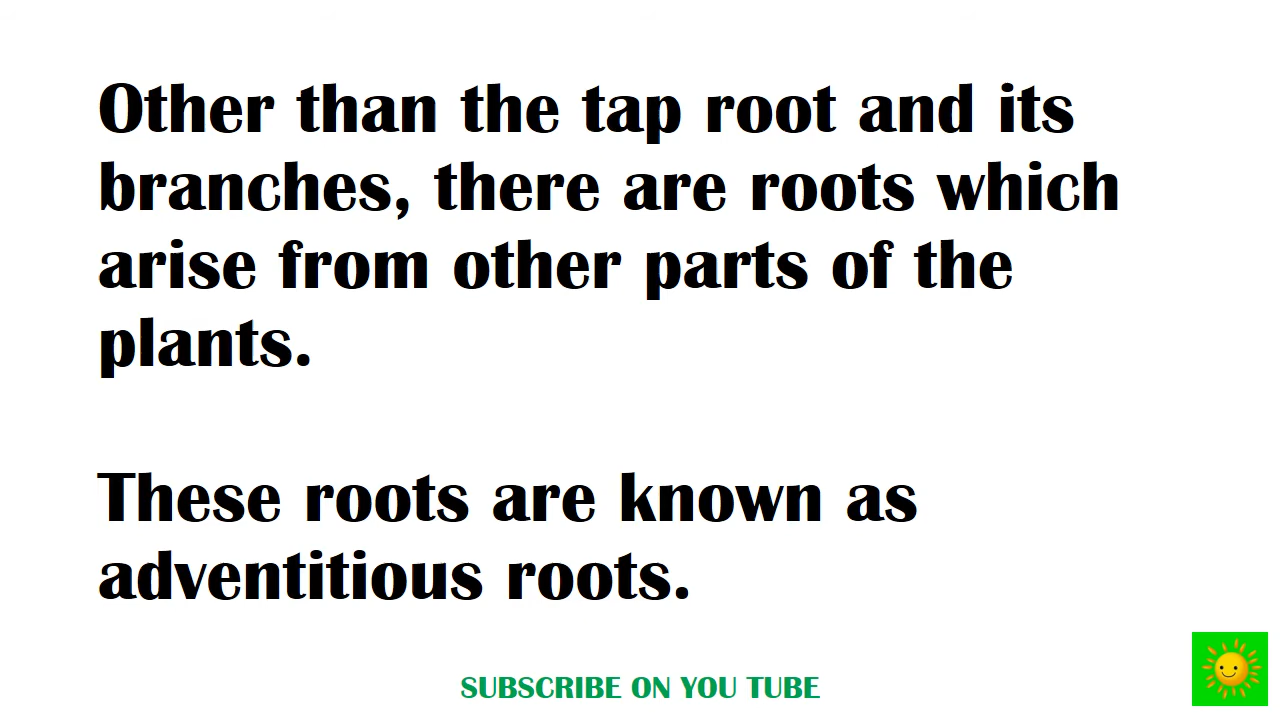 Other than the tap root and its
branches, there are roots which
arise from other parts of the
plants.
These roots are known as
adventitious roots.
SUBSCRIBE ON YOU TUBE